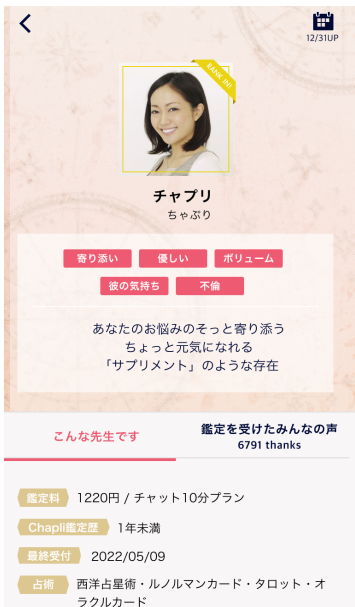 12/31UP
RANK IN!
チャプリ
ちゃぷり
寄り添い 優しい ボリューム
彼の気持ち 不倫
あなたのお悩みのそっと寄り添う
ちょっと元気になれる
「サプリメント」のような存在
こんな先生です
鑑定を受けたみんなの声
6791 thanks
鑑定料 1220円 / チャット10分プラン
Chapli鑑定歴 1年未満
最終受付 2022/05/09
占術 西洋占星術・ルノルマンカード・タロット・オ
ラクルカード